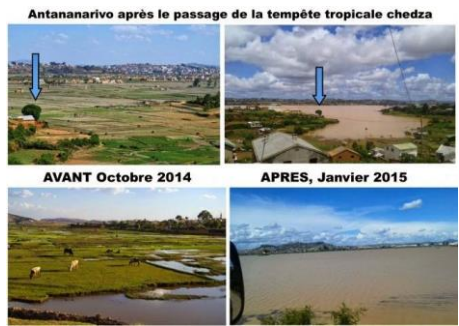 Antananarivo après le passage de la tempête tropicale chedza
AVANT Octobre 2014
APRES, Janvier 2015